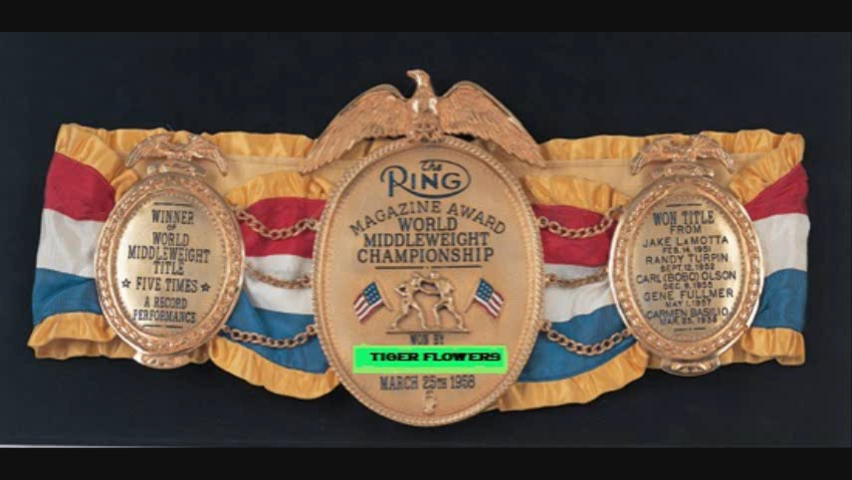 WINNER
OF
WORLD
MIDDLEWEIGHT
TITLE
FIVE TIMES
A RECORD
PERFORMANCE
the
RING
MAGAZINE AWARD
WORLD
MIDDLEWEIGHT
CHAMPIONSHIP
WON BY
TIGER FLOWERS
MARCH 25TH 1958
WON TITLE
FROM
JAKE LaMOTTA
FEB. 14, 1951
RANDY TURPIN
SEPT. 12, 1952
CARL (BOBO) OLSON
DEC. 9, 1955
GENE FULLMER
MAY 1, 1957
CARMEN BASILIO
MAR. 25, 1958